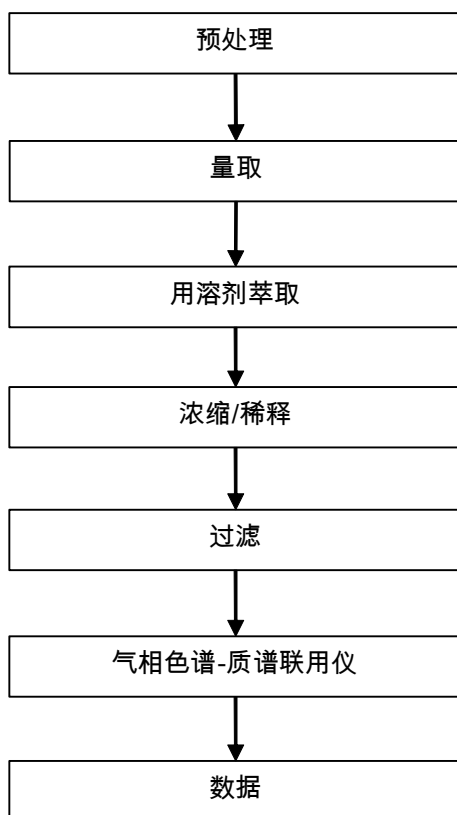 预处理
量取
用溶剂萃取
浓缩/稀释
过滤
气相色谱-质谱联用仪
数据